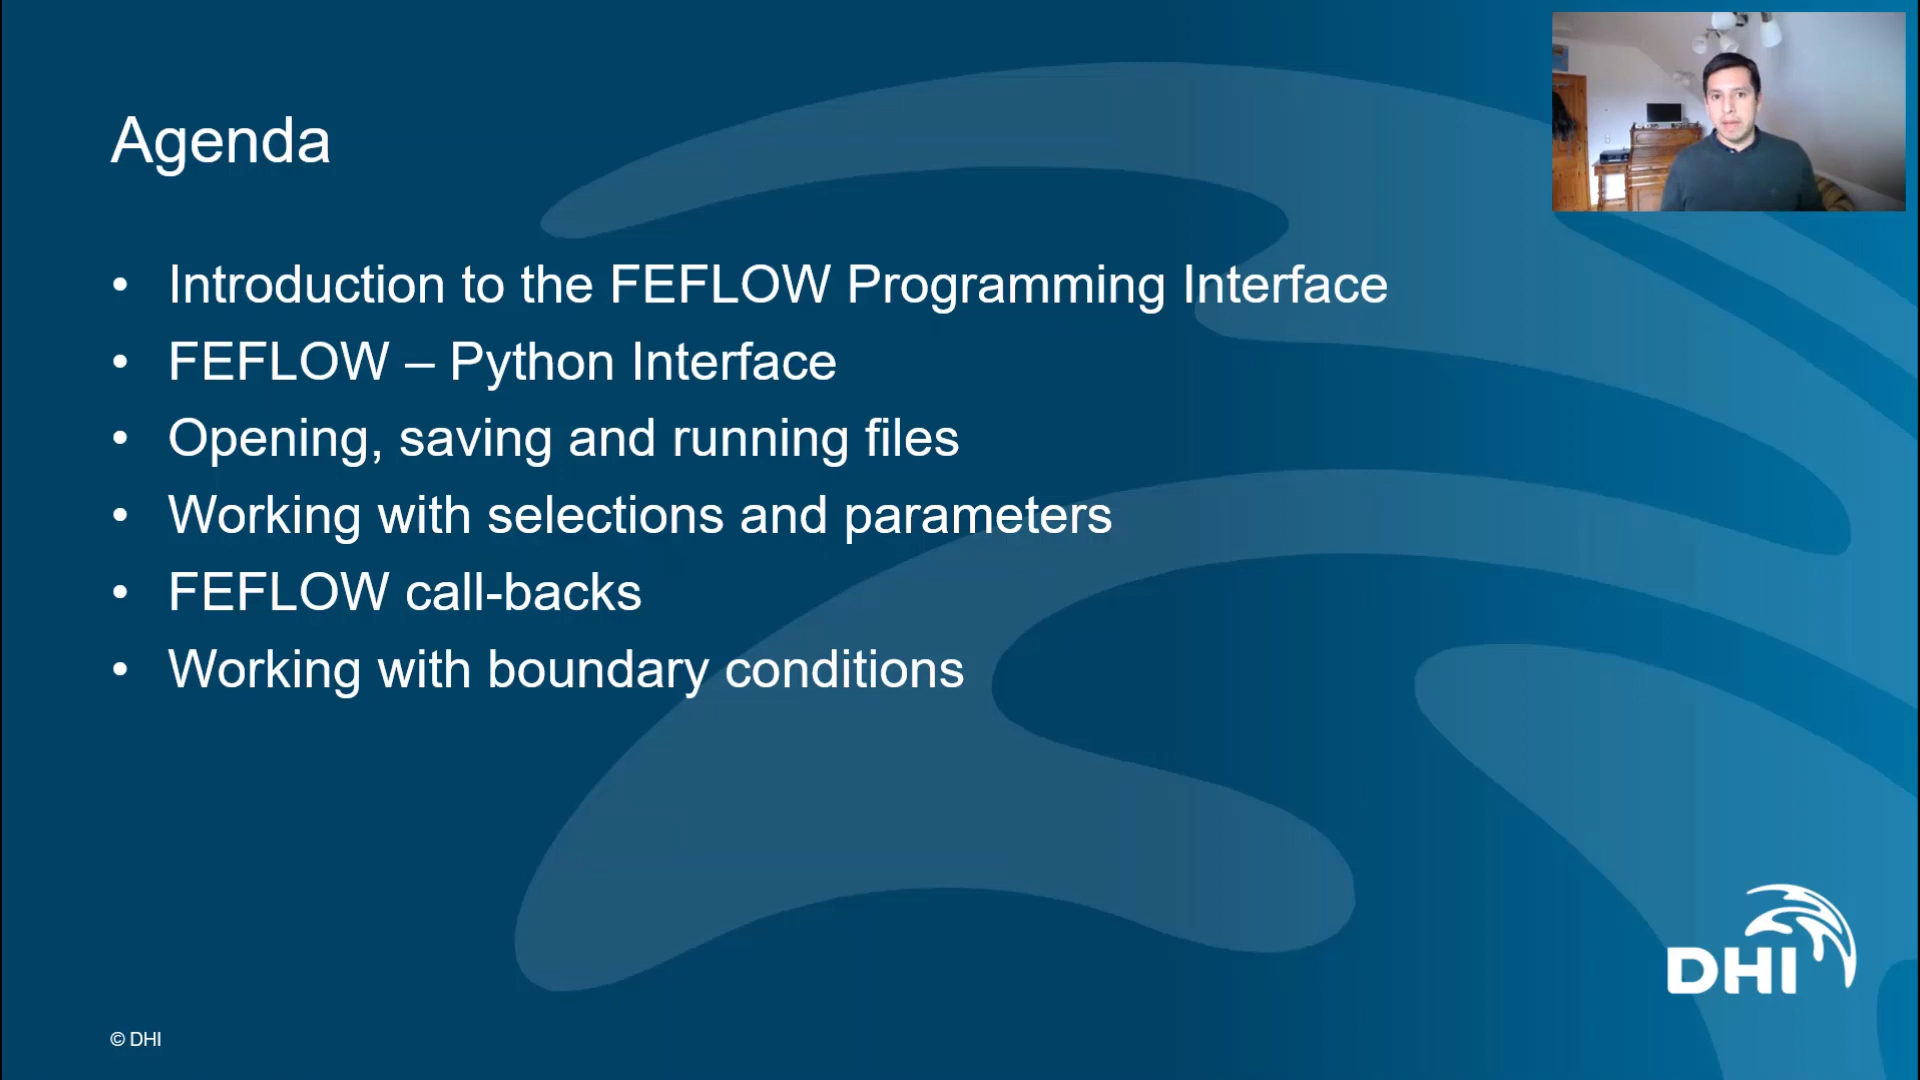 Agenda
• Introduction to the FEFLOW Programming Interface
• FEFLOW – Python Interface
• Opening, saving and running files
• Working with selections and parameters
• FEFLOW call-backs
• Working with boundary conditions
DHI
© DHI